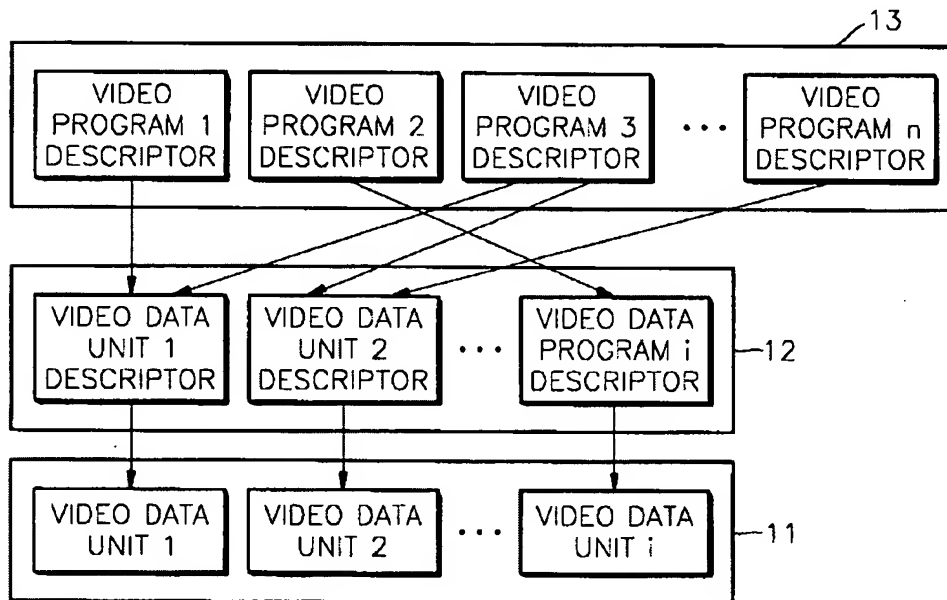 13
VIDEO
PROGRAM 1
DESCRIPTOR
VIDEO
PROGRAM 2
DESCRIPTOR
VIDEO
PROGRAM 3
DESCRIPTOR
•••
VIDEO
PROGRAM n
DESCRIPTOR
VIDEO DATA
UNIT 1
DESCRIPTOR
VIDEO DATA
UNIT 2
DESCRIPTOR
•••
VIDEO DATA
PROGRAM i
DESCRIPTOR
12
VIDEO DATA
UNIT 1
VIDEO DATA
UNIT 2
•••
VIDEO DATA
UNIT i
11